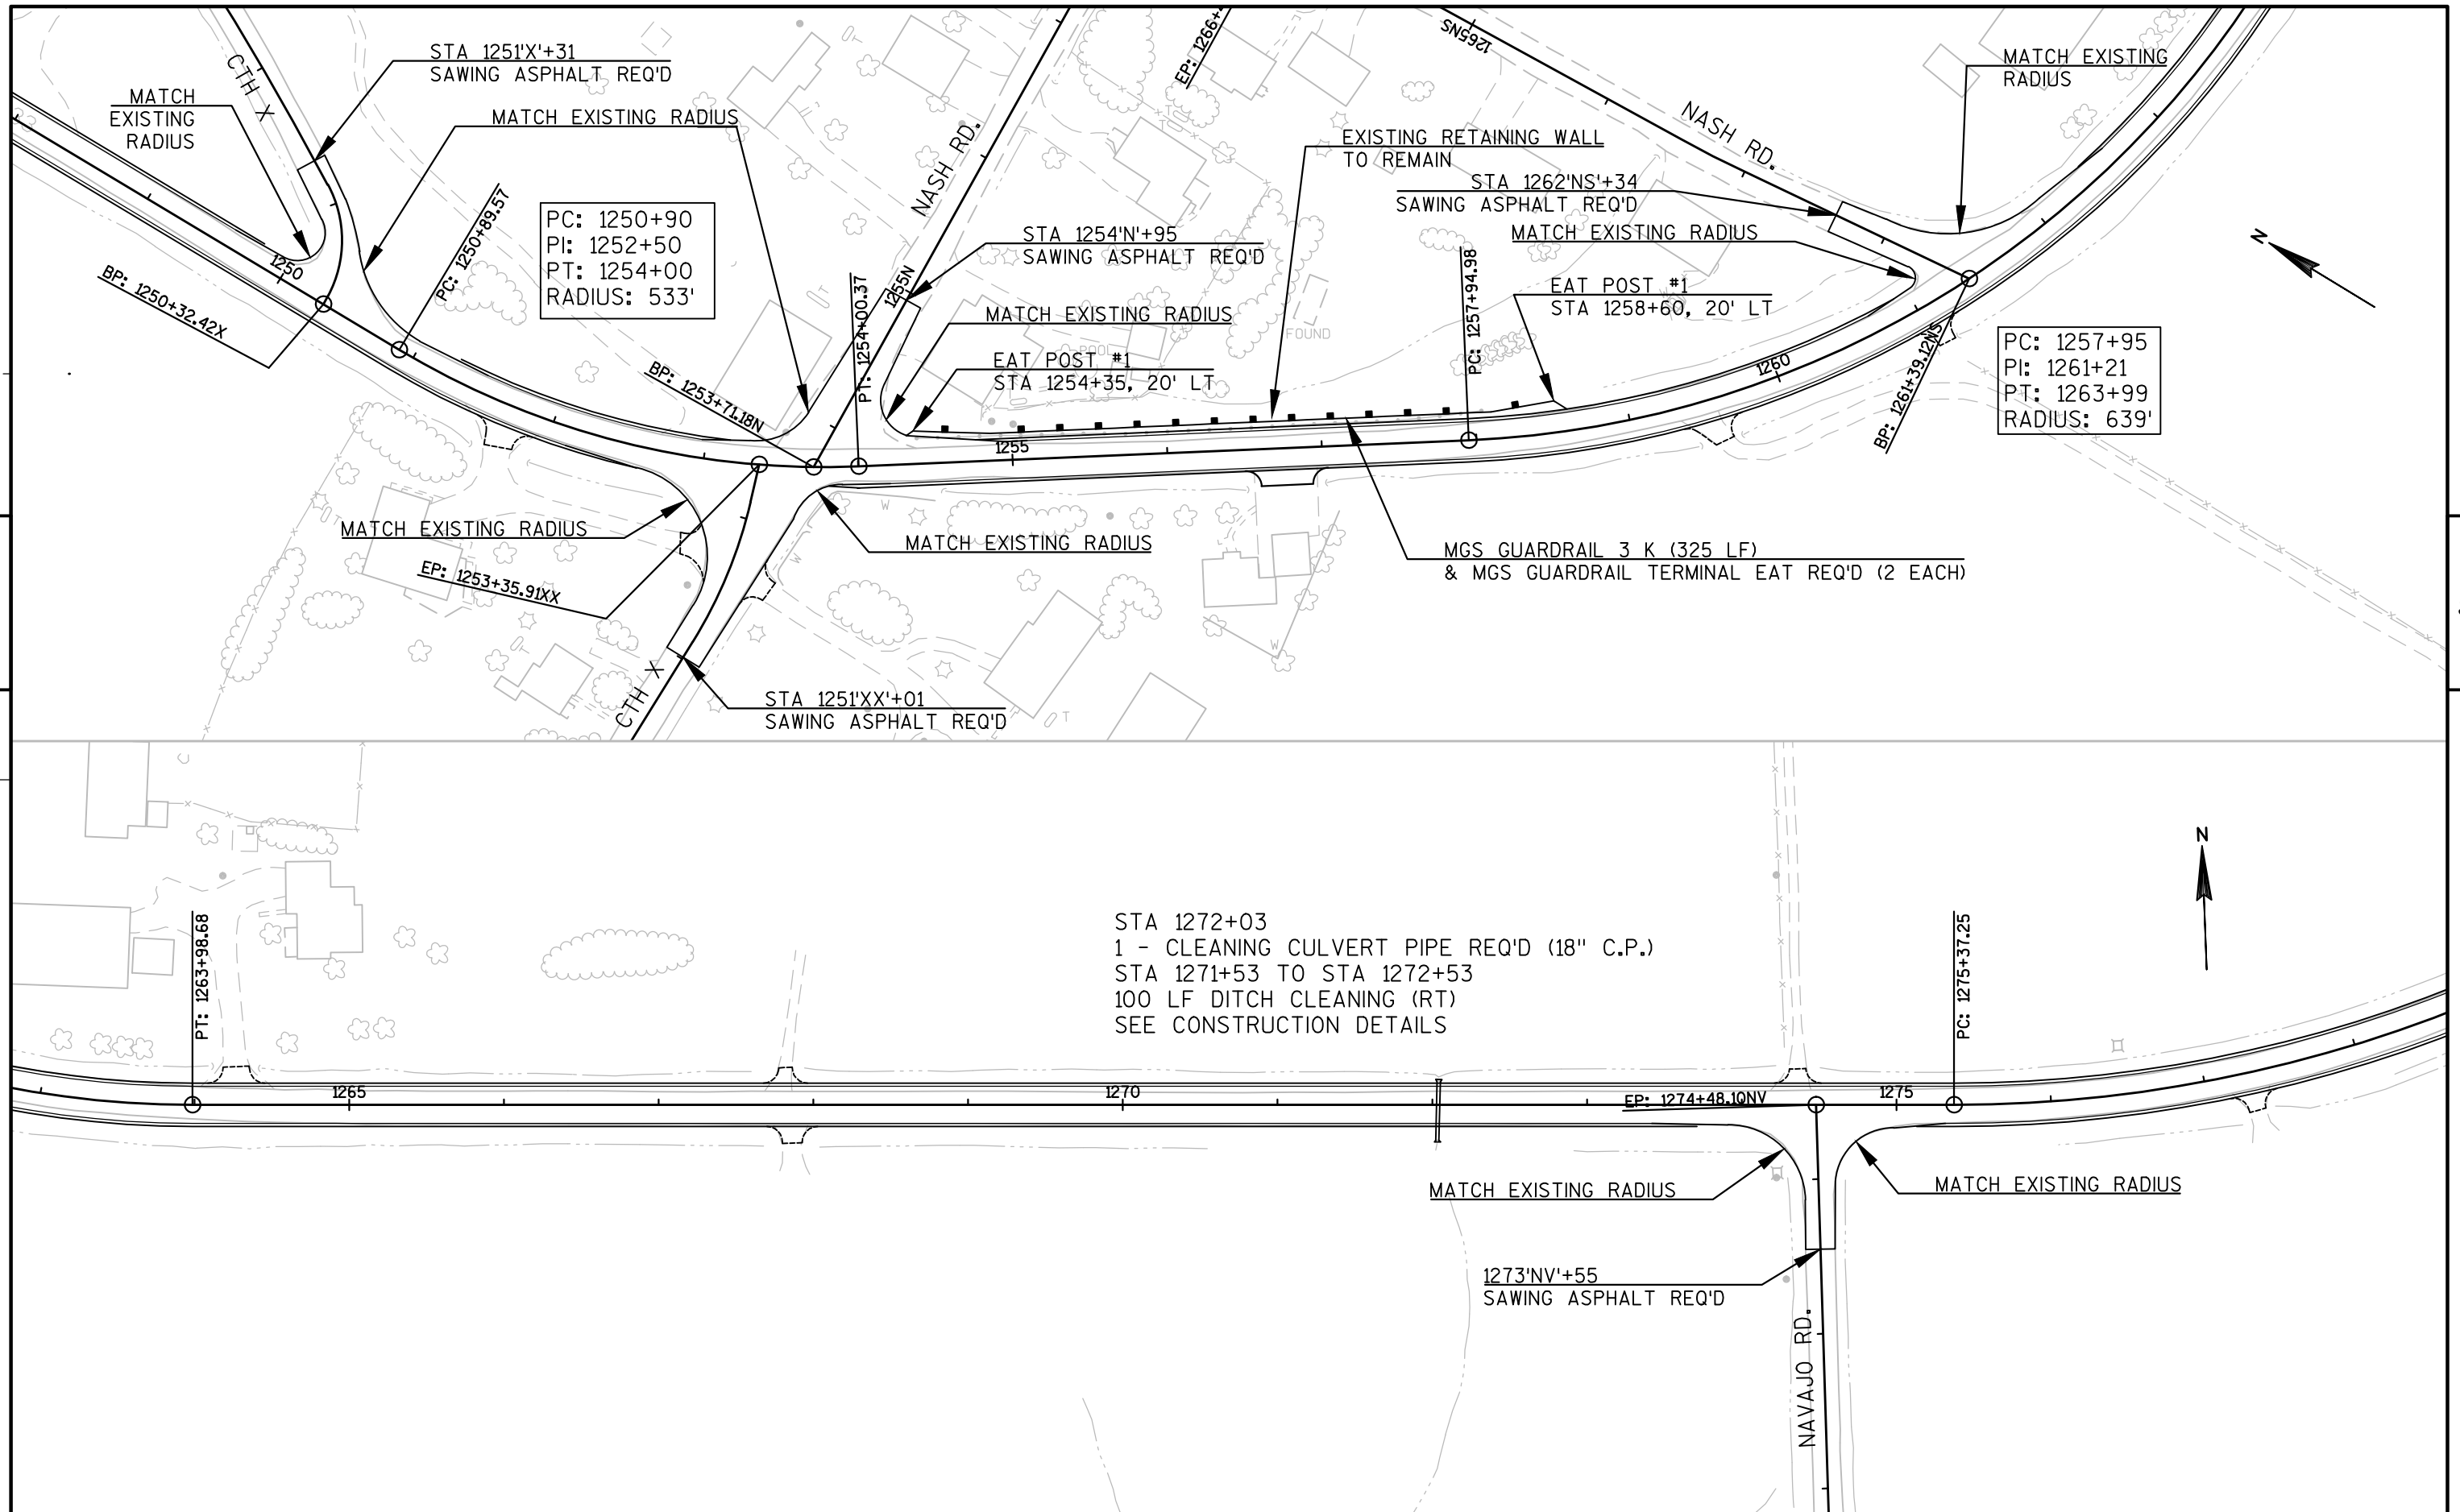 CTH X
STA 1251'X'+31
SAWING ASPHALT REQ'D
MATCH
EXISTING
RADIUS
MATCH EXISTING RADIUS
NASH RD.
1265NS
NASH RD.
MATCH EXISTING
RADIUS
EXISTING RETAINING WALL
TO REMAIN
STA 1262'NS'+34
SAWING ASPHALT REQ'D
MATCH EXISTING RADIUS
PC: 1250+90
PI: 1252+50
PT: 1254+00
RADIUS: 533'
PC: 1250+89.57
1250
BP: 1250+32.42X
STA 1254'N'+95
SAWING ASPHALT REQ'D
1255N
MATCH EXISTING RADIUS
EAT POST #1
STA 1254+35, 20' LT
PT: 1254+00.37
BP: 1253+71.18N
PC: 1257+94.98
EAT POST #1
STA 1258+60, 20' LT
POOL
FOUND
N
PC: 1257+95
PI: 1261+21
PT: 1263+99
RADIUS: 639'
BP: 1261+39.12NS
1260
1255
MATCH EXISTING RADIUS
MATCH EXISTING RADIUS
EP: 1253+35.91XX
MGS GUARDRAIL 3 K (325 LF)
& MGS GUARDRAIL TERMINAL EAT REQ'D (2 EACH)
CTH X
STA 1251'XX'+01
SAWING ASPHALT REQ'D
N
STA 1272+03
1 - CLEANING CULVERT PIPE REQ'D (18" C.P.)
STA 1271+53 TO STA 1272+53
100 LF DITCH CLEANING (RT)
SEE CONSTRUCTION DETAILS
PT: 1263+98.68
PC: 1275+37.25
1265
1270
EP: 1274+48.10NV
1275
MATCH EXISTING RADIUS
MATCH EXISTING RADIUS
1273'NV'+55
SAWING ASPHALT REQ'D
NAVAJO RD.